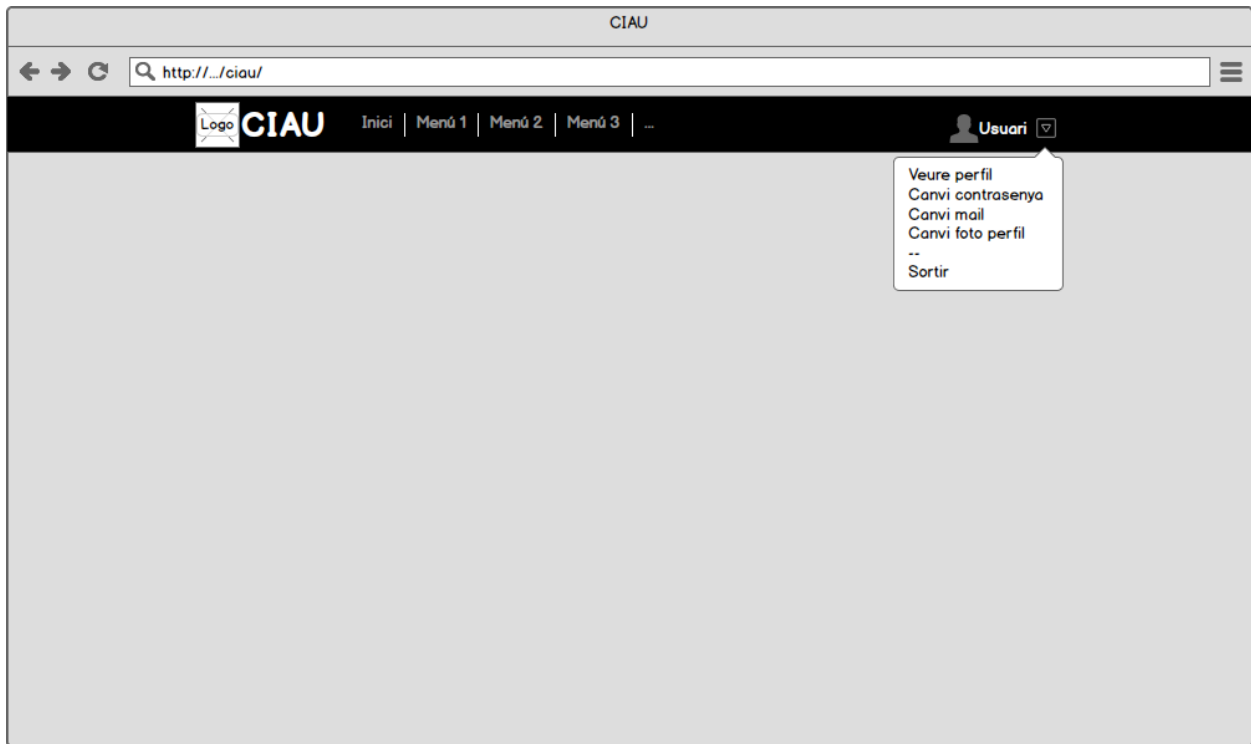 CIAU
http://.../ciau/
Logo CIAU Inici Menú 1 Menú 2 Menú 3 ... Usuari
Veure perfil
Canvi contrasenya
Canvi mail
Canvi foto perfil
--
Sortir